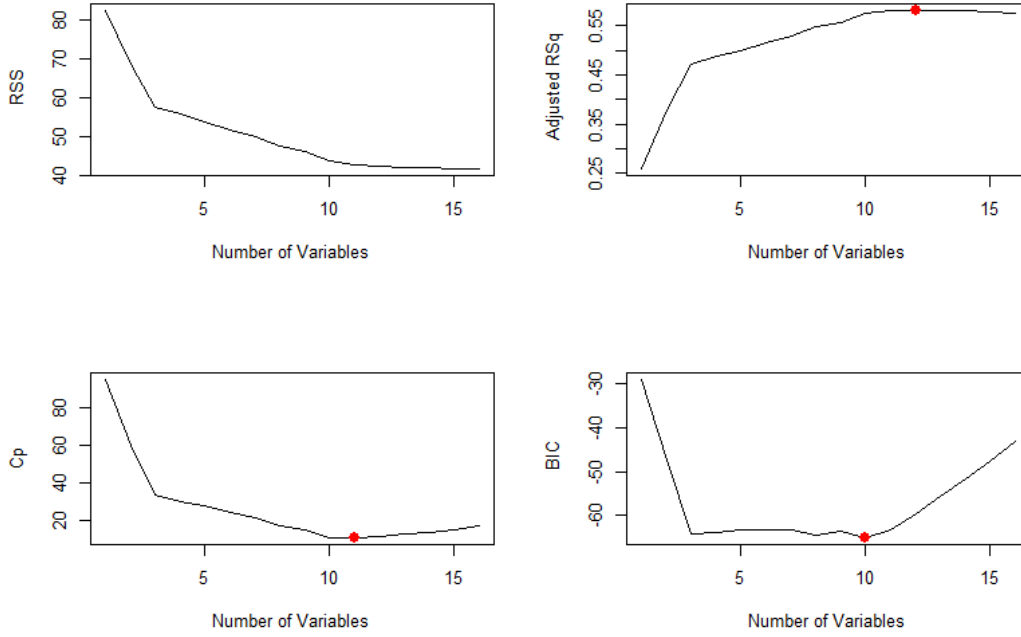 RSS
80
70
60
50
40
5 10 15
Number of Variables
Adjusted RSq
0.55
0.45
0.35
0.25
5 10 15
Number of Variables
Cp
80
60
40
20
5 10 15
Number of Variables
BIC
-30
-40
-50
-60
5 10 15
Number of Variables